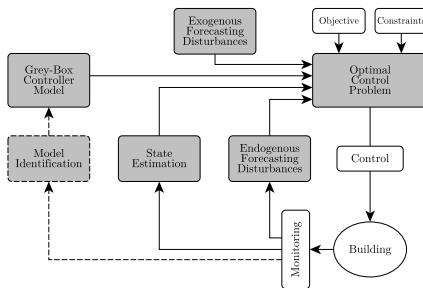 Exogenous
Forecasting
Disturbances
Objective
Constraints
Grey-Box
Controller
Model
Optimal
Control
Problem
Model
Identification
State
Estimation
Endogenous
Forecasting
Disturbances
Control
Monitoring
Building